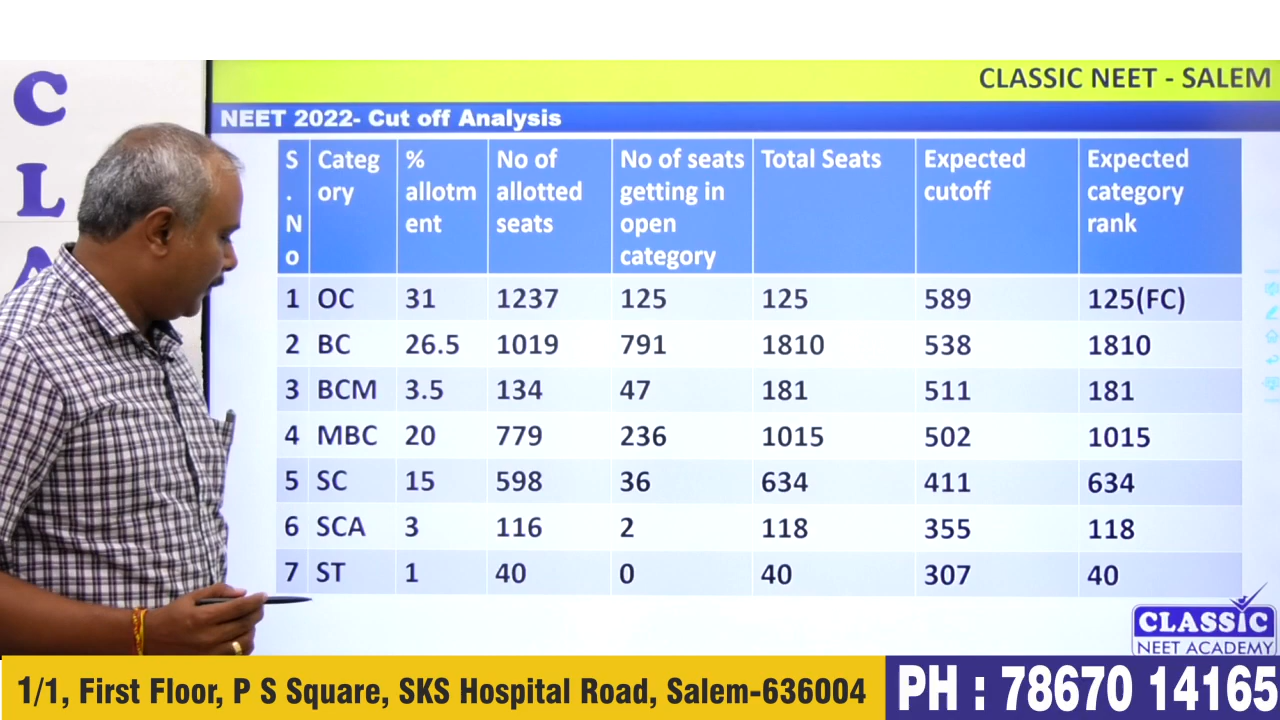 C
L
A
CLASSIC NEET - SALEM
NEET 2022- Cut off Analysis
S.No Category % allotment No of allotted seats No of seats getting in open category Total Seats Expected cutoff Expected category rank
1 OC 31 1237 125 125 589 125(FC)
2 BC 26.5 1019 791 1810 538 1810
3 BCM 3.5 134 47 181 511 181
4 MBC 20 779 236 1015 502 1015
5 SC 15 598 36 634 411 634
6 SCA 3 116 2 118 355 118
7 ST 1 40 0 40 307 40
CLASSIC
NEET ACADEMY
1/1, First Floor, P S Square, SKS Hospital Road, Salem-636004
PH : 78670 14165